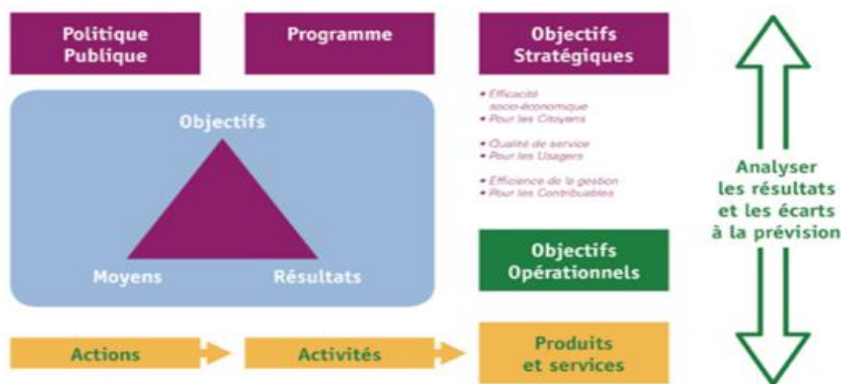 Politique
Publique
Programme
Objectifs
Stratégiques
• Efficacité
socio-économique
• Pour les Citoyens
• Qualité de service
• Pour les Usagers
• Efficience de la gestion
• Pour les Contribuables
Objectifs
Moyens
Résultats
Objectifs
Opérationnels
Actions
Activités
Produits
et services
Analyser
les résultats
et les écarts
à la prévision